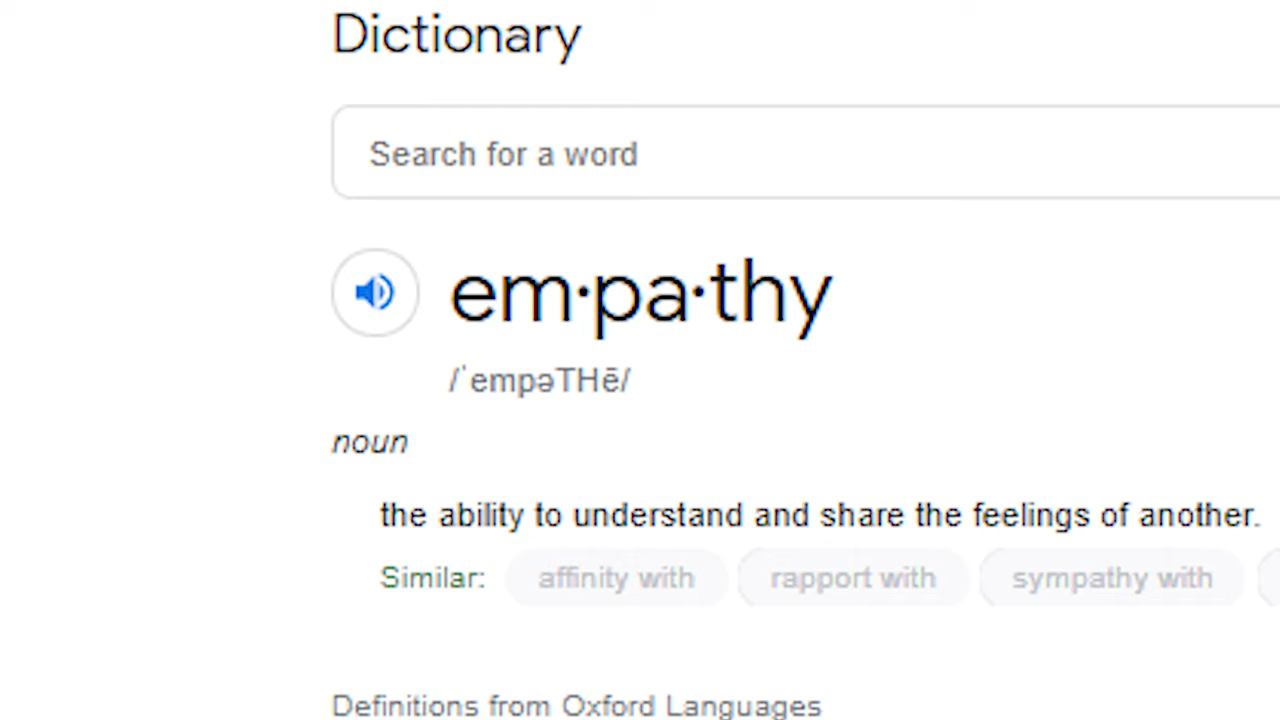 Dictionary
Search for a word
em·pa·thy
/ˈempəTHē/
noun
the ability to understand and share the feelings of another.
Similar: affinity with rapport with sympathy with
Definitions from Oxford Languages